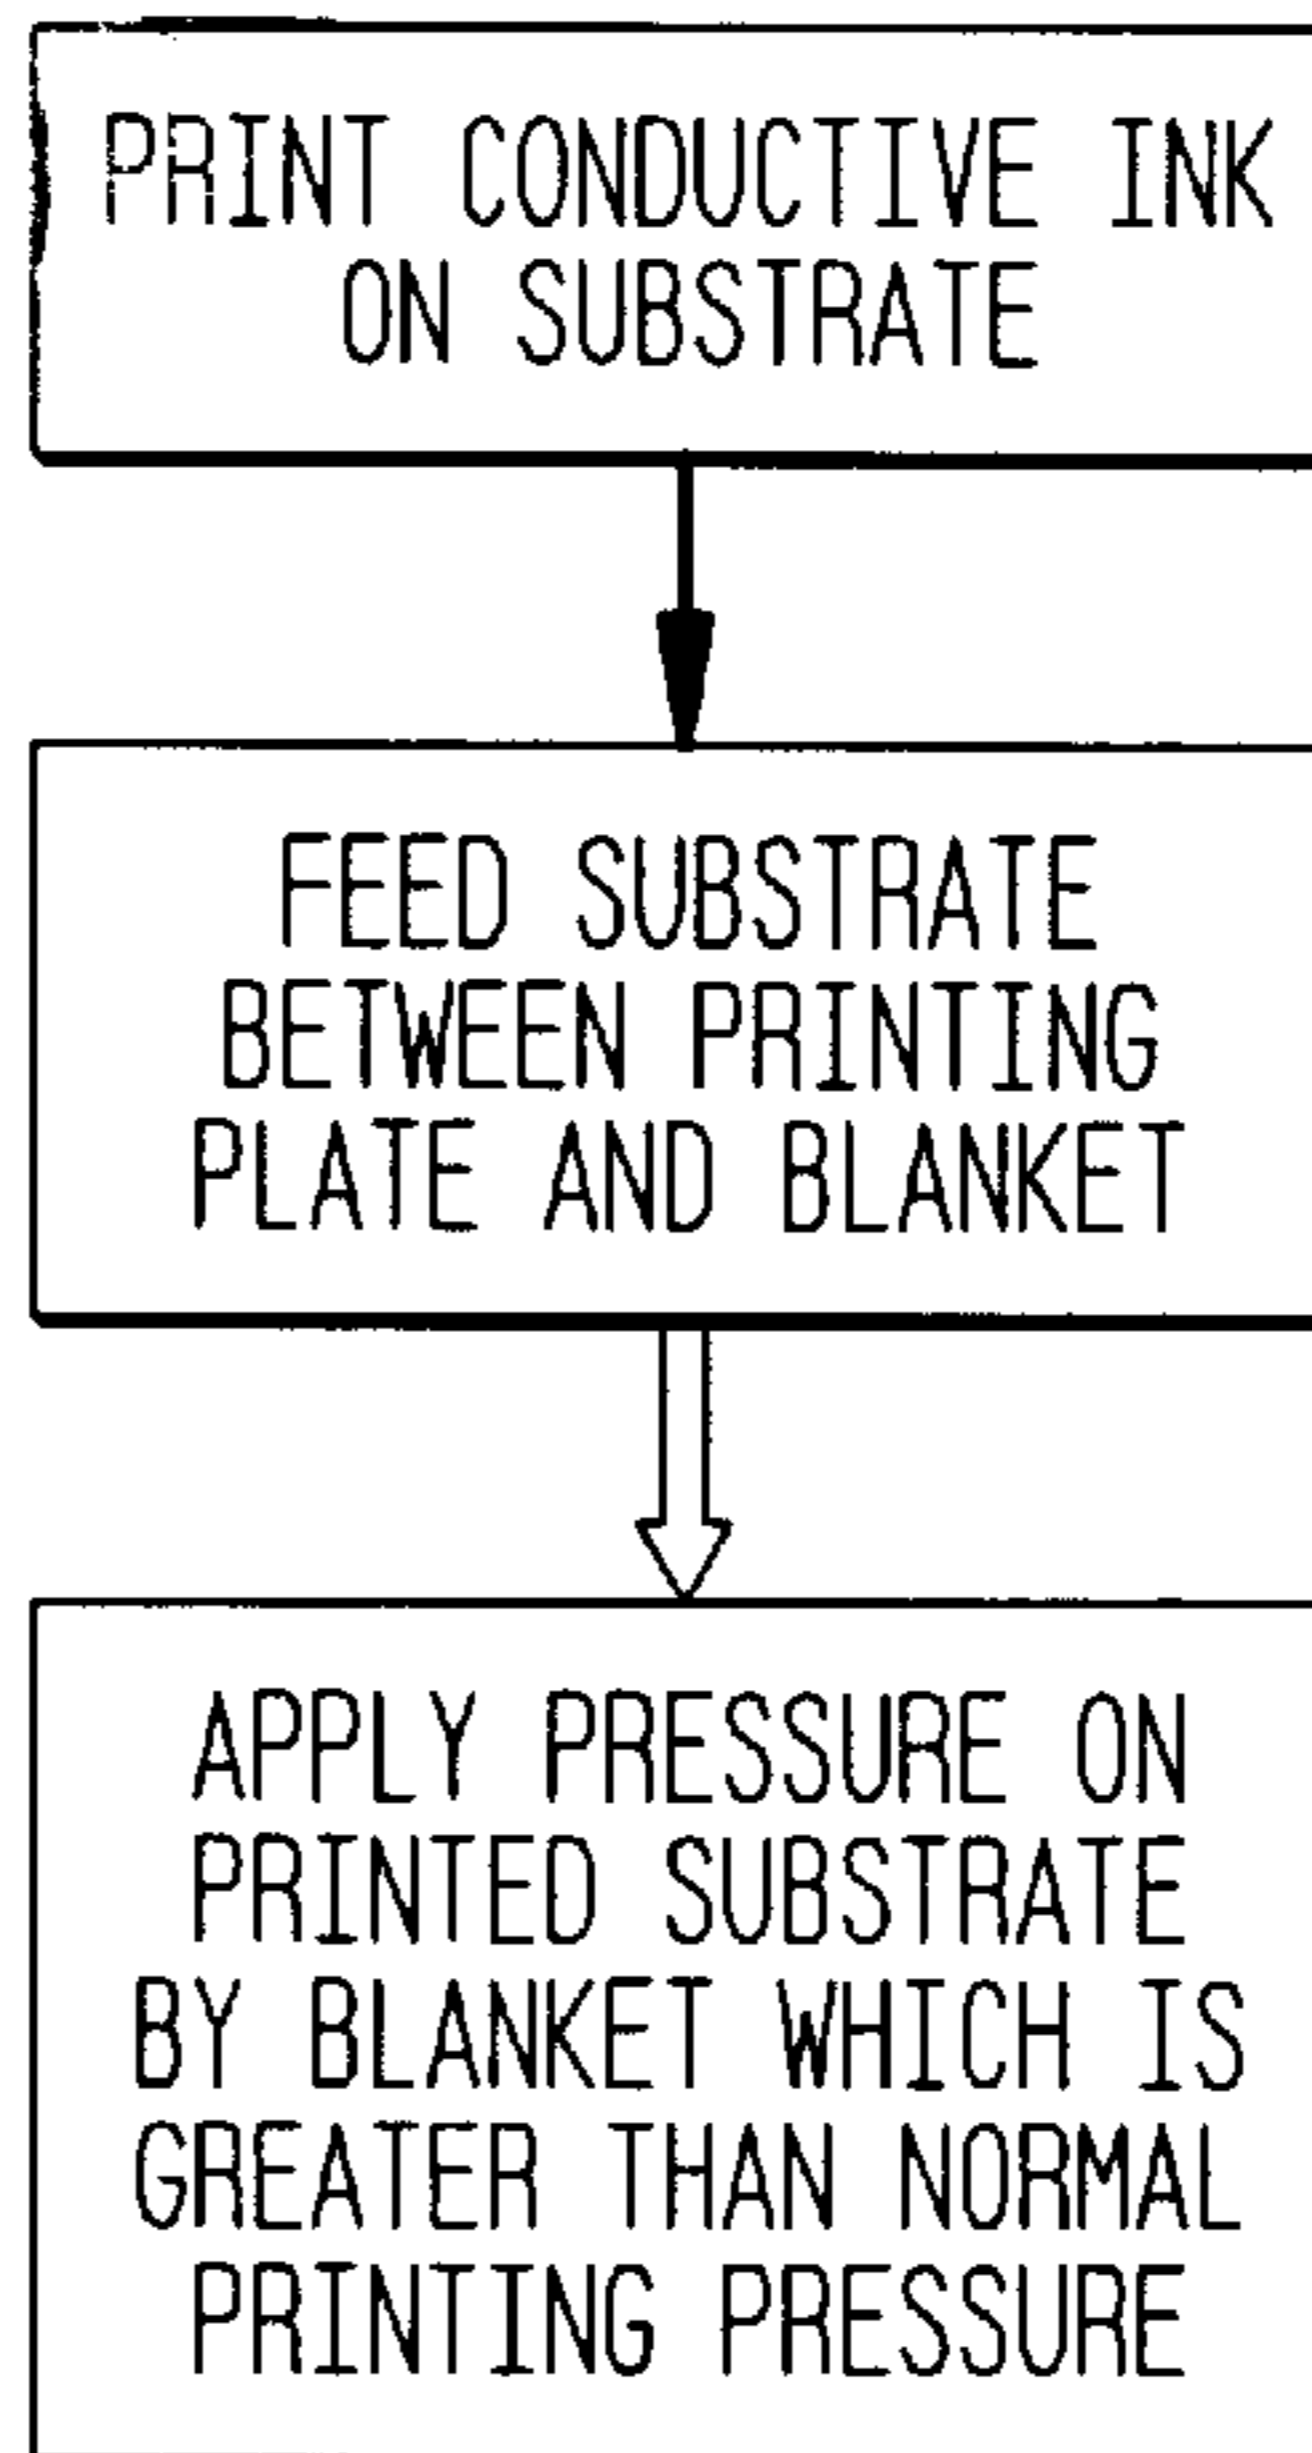 PRINT CONDUCTIVE INK
ON SUBSTRATE
FEED SUBSTRATE
BETWEEN PRINTING
PLATE AND BLANKET
APPLY PRESSURE ON
PRINTED SUBSTRATE
BY BLANKET WHICH IS
GREATER THAN NORMAL
PRINTING PRESSURE